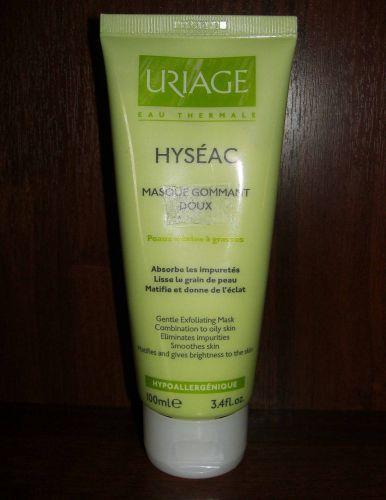 URIAGE
EAU THERMALE
HYSÉAC
MASQUE GOMMANT
DOUX
Peaux mixtes à grasses
Absorbe les impuretés
Lisse le grain de peau
Matifie et donne de l'éclat
Gentle Exfoliating Mask
Combination to oily skin
Eliminates impurities
Smoothes skin
Matifies and gives brightness to the skin
HYPOALLERGÉNIQUE
100ml℮ 3.4fl.oz.